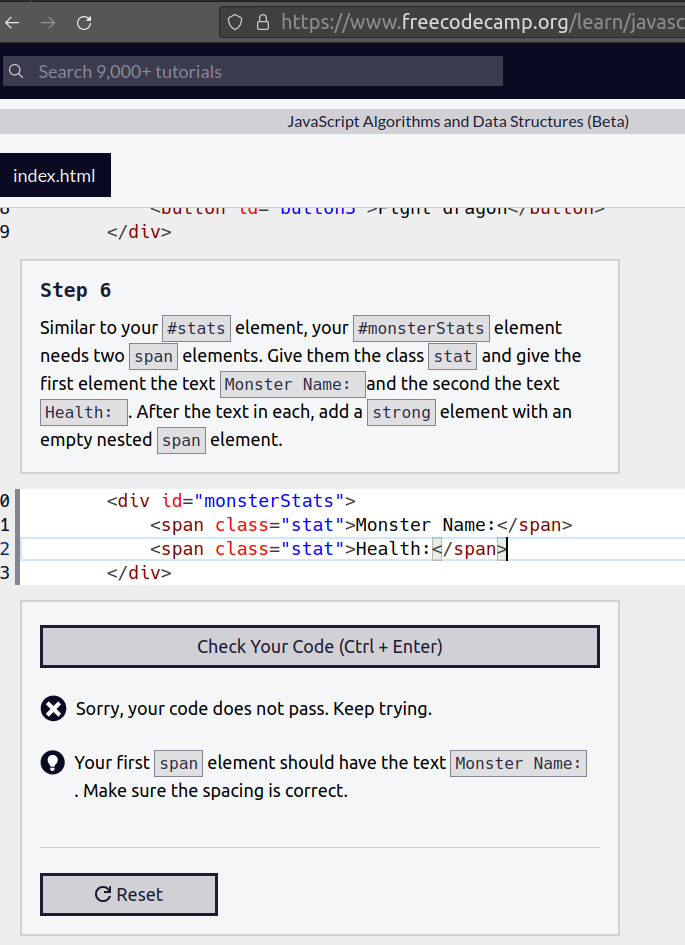 https://www.freecodecamp.org/learn/javasc
Search 9,000+ tutorials
JavaScript Algorithms and Data Structures (Beta)
index.html
8 <button id="button3">Fight dragon</button>
9 </div>
Step 6
Similar to your #stats element, your #monsterStats element
needs two span elements. Give them the class stat and give the
first element the text Monster Name: and the second the text
Health: . After the text in each, add a strong element with an
empty nested span element.
0 <div id="monsterStats">
1 <span class="stat">Monster Name:</span>
2 <span class="stat">Health:</span>
3 </div>
Check Your Code (Ctrl + Enter)
Sorry, your code does not pass. Keep trying.
Your first span element should have the text Monster Name:
. Make sure the spacing is correct.
Reset